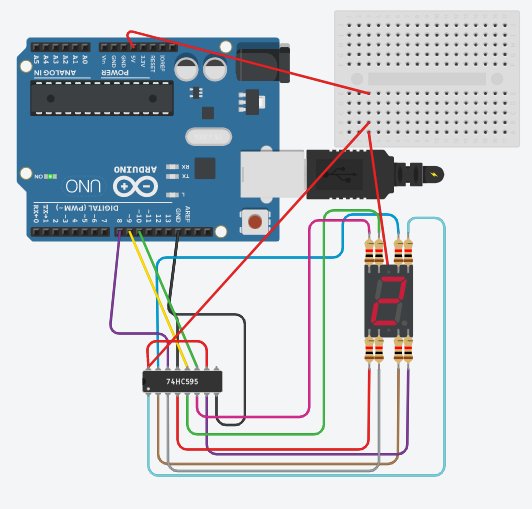 A5
A4
A3
A2
A1
A0
Vin
GND
GND
5V
3.3V
RESET
IOREF
ANALOG IN
POWER
RX
TX
ON
ARDUINO
UNO
L
DIGITAL (PWM ~)
RX←0
TX→1
2
~3
4
~5
~6
7
8
~9
~10
~11
12
13
GND
AREF
74HC595